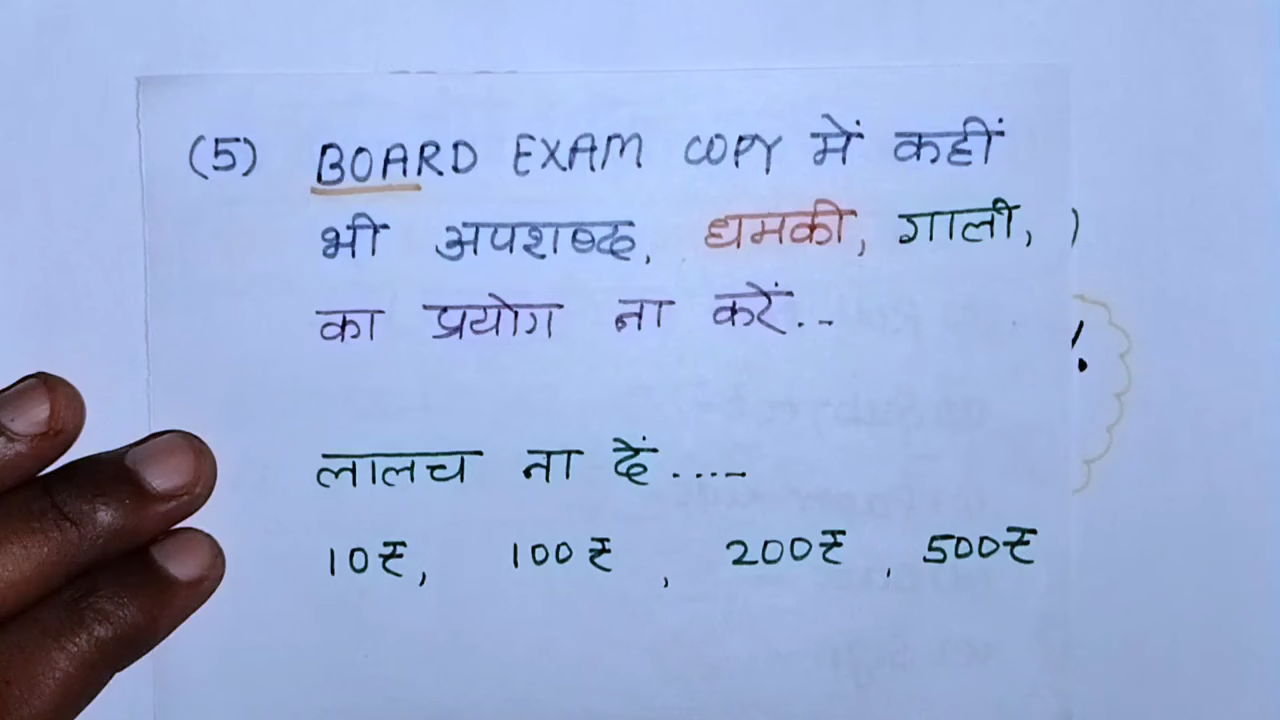 (5) BOARD EXAM COPY में कहीं
भी अपशब्द, धमकी, गाली,
का प्रयोग ना करें..-
!
लालच ना दें....-
10₹, 100₹, 200₹, 500₹